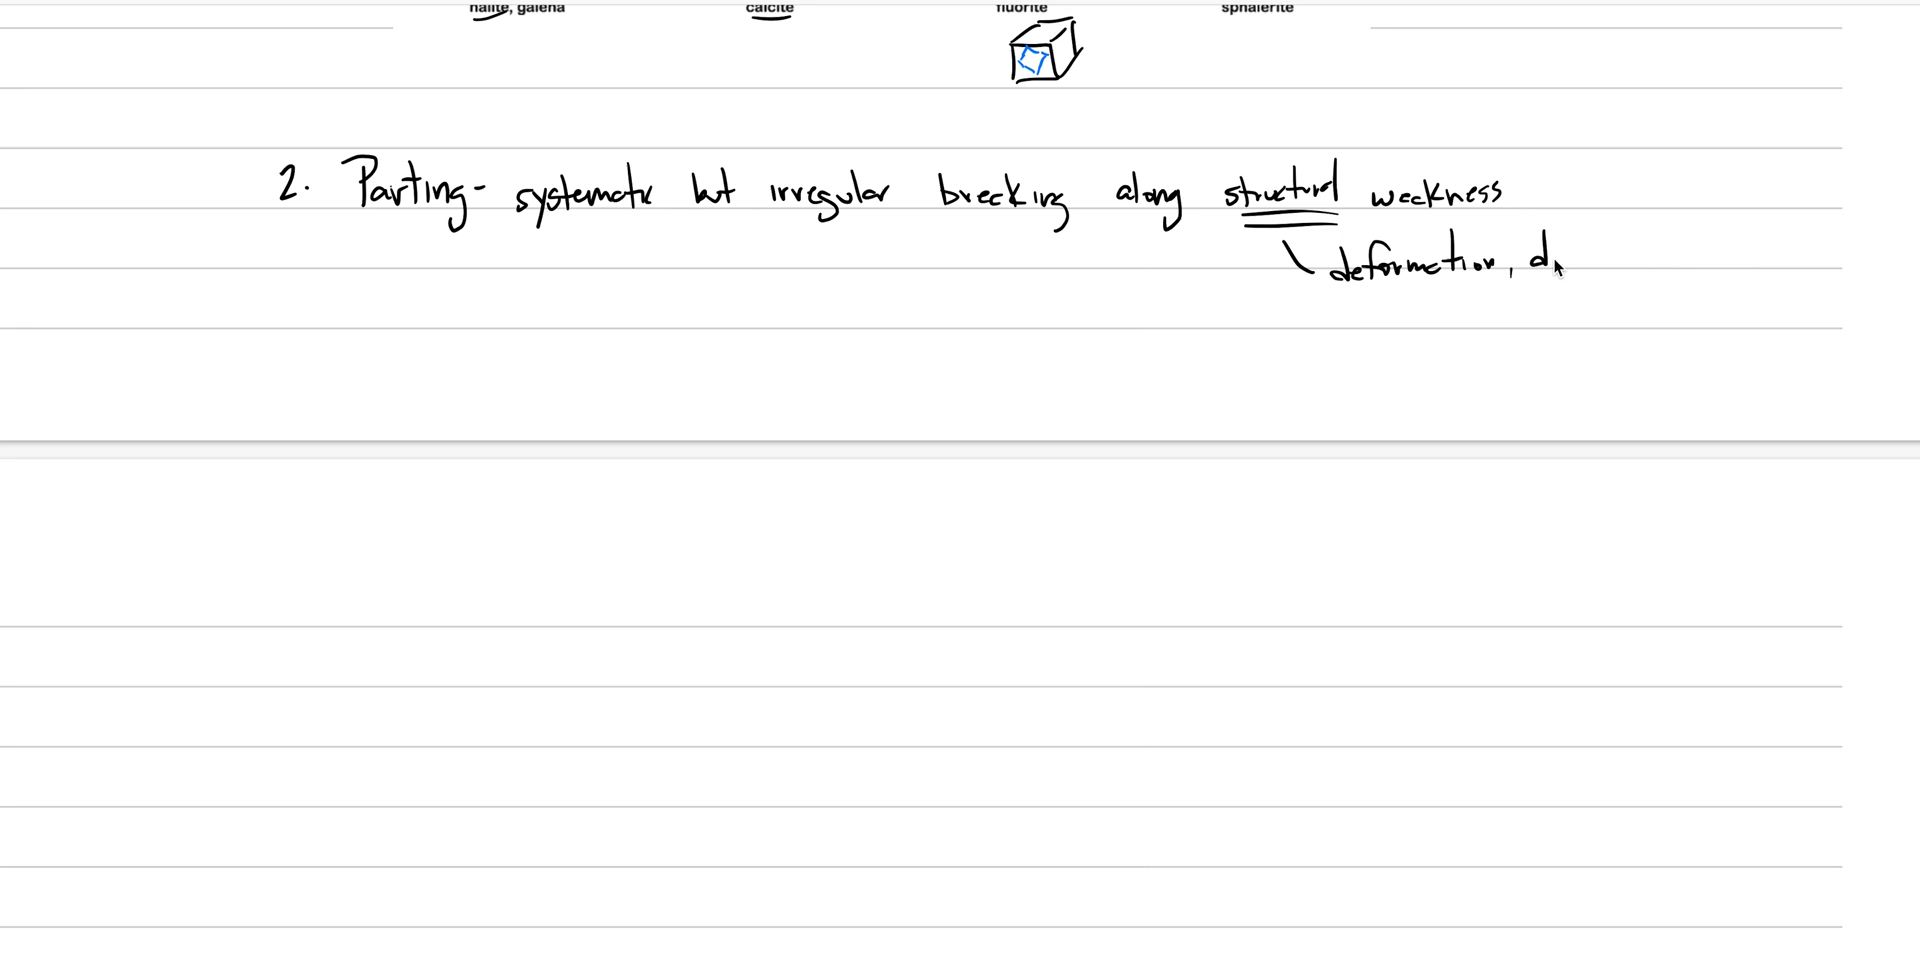 halite, galena calcite fluorite sphalerite
2. Parting- systematic but irregular breaking along structural weakness
deformation, d